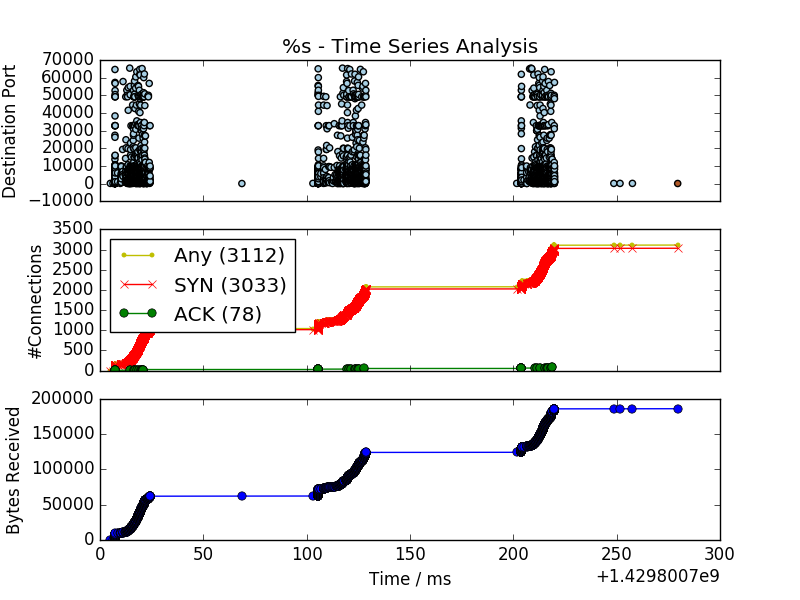 %s - Time Series Analysis
Destination Port
70000
60000
50000
40000
30000
20000
10000
0
−10000
#Connections
3500
3000
2500
2000
1500
1000
500
0
Any (3112)
SYN (3033)
ACK (78)
Bytes Received
200000
150000
100000
50000
0
0 50 100 150 200 250 300
Time / ms
+1.4298007e9